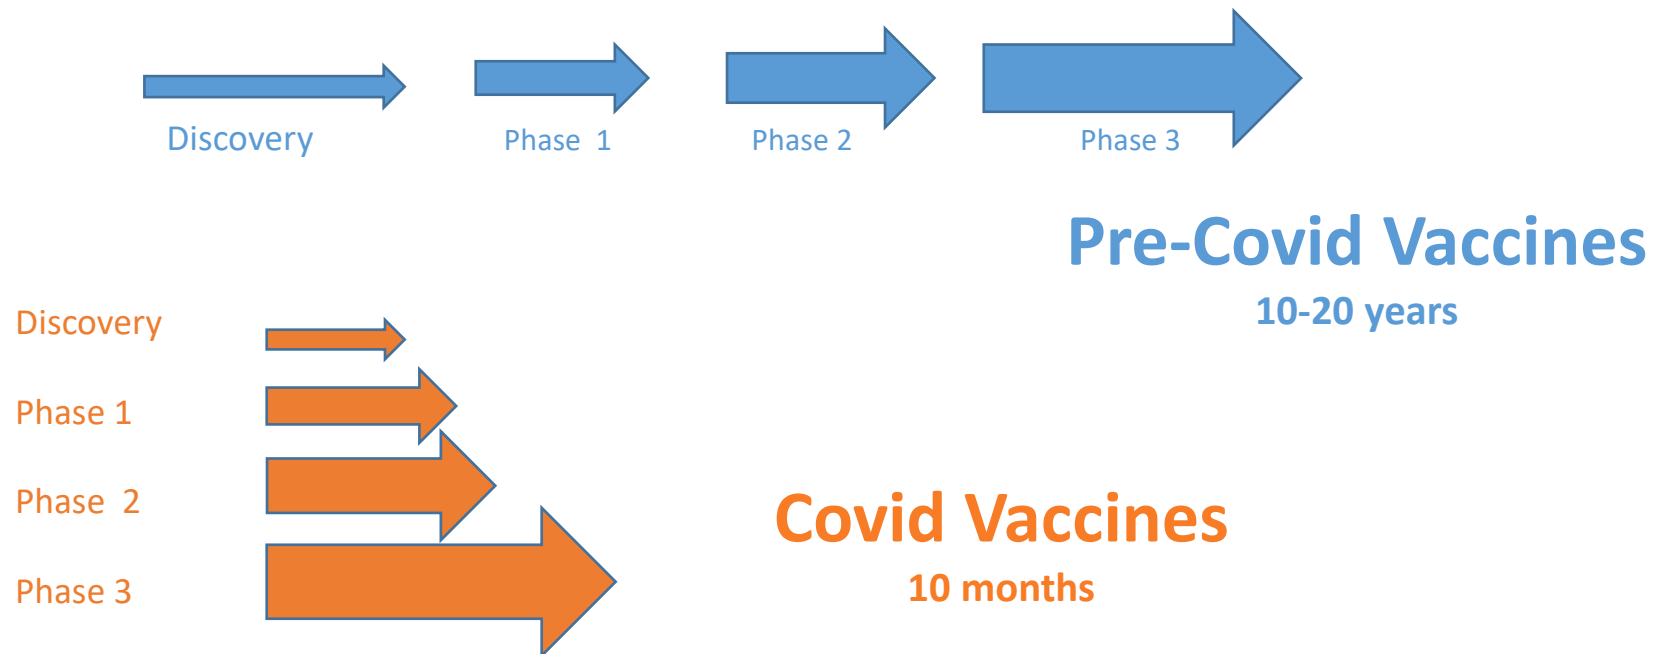 Discovery
Phase  1
Phase 2
Phase 3
Pre-Covid Vaccines
10-20 years
Discovery
Phase 1
Phase  2
Phase 3
Covid Vaccines
10 months